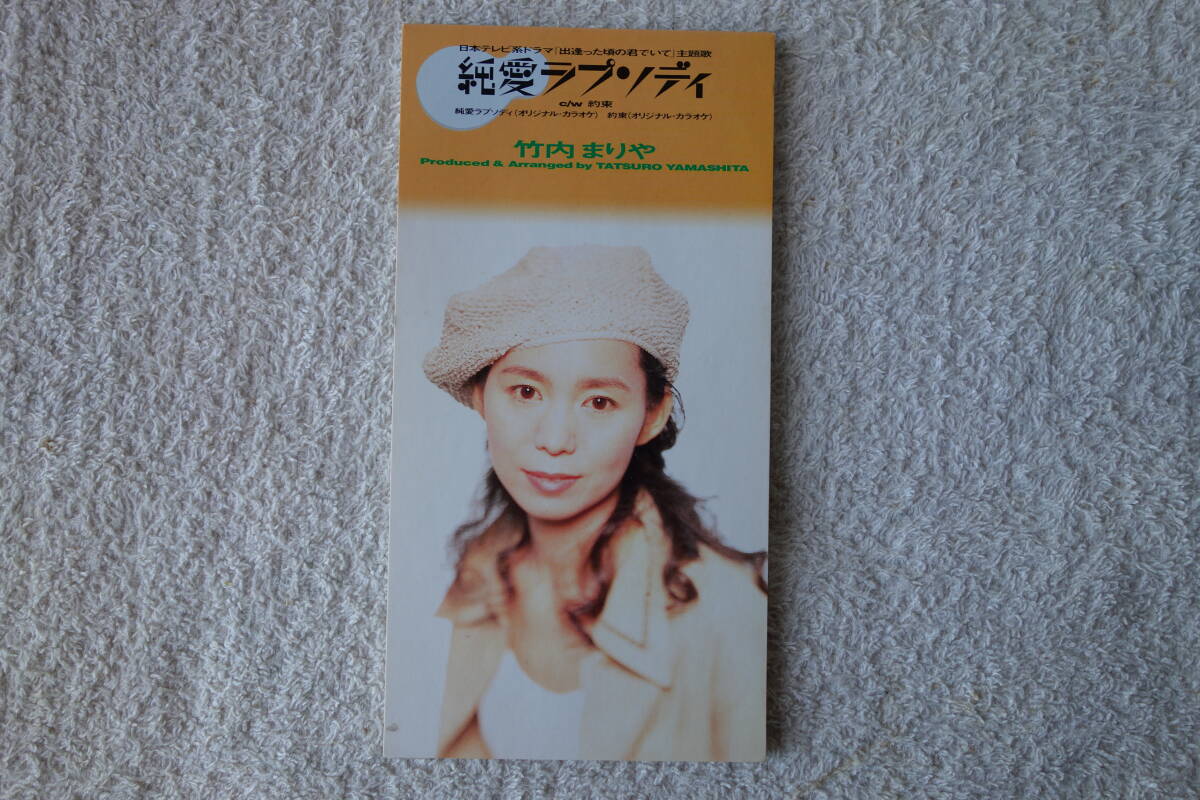 日本テレビ系ドラマ「出逢った頃の君でいて」主題歌
純愛ラプソディ
c/w 約束
純愛ラプソディ(オリジナル・カラオケ) 約束(オリジナル・カラオケ)
竹内まりや
Produced & Arranged by TATSURO YAMASHITA